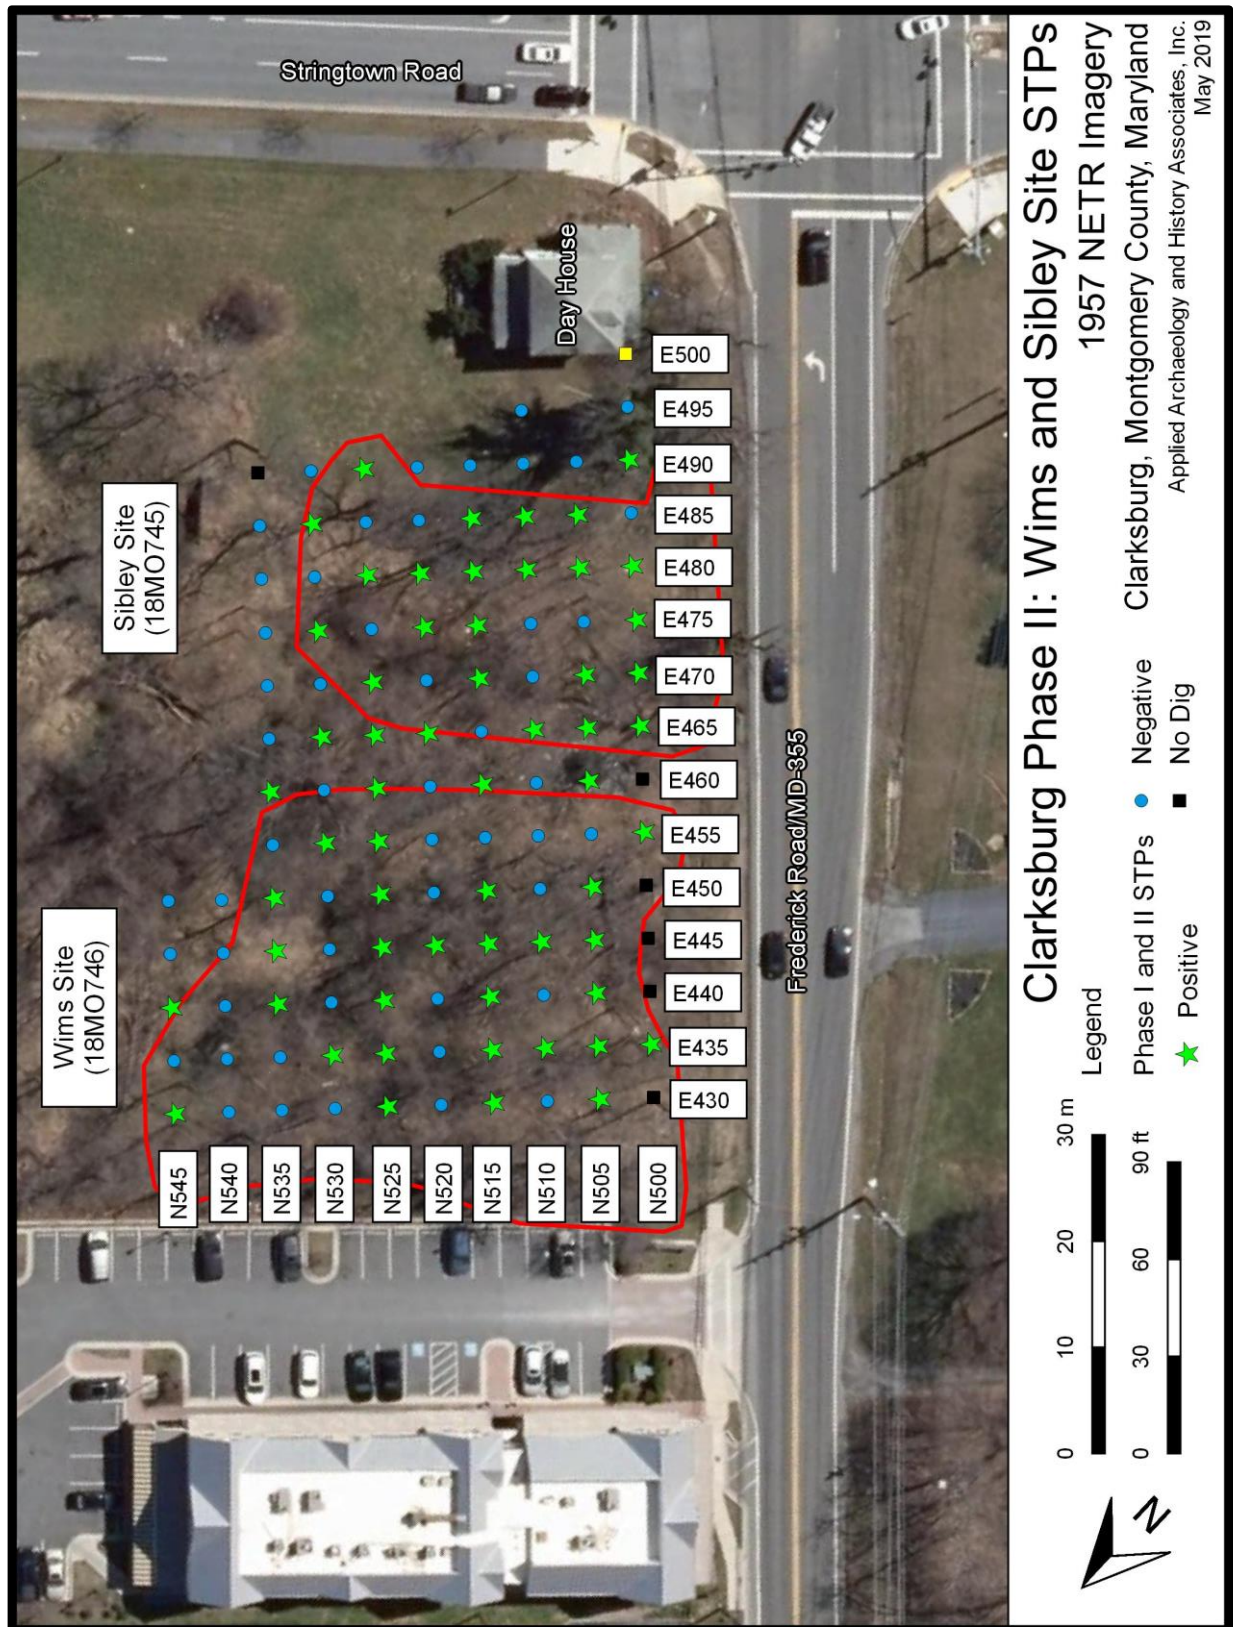 Stringtown Road
Day House
Sibley Site
(18MO745)
Wims Site
(18MO746)
E500
E495
E490
E485
E480
E475
E470
E465
E460
E455
E450
E445
E440
E435
E430
N545
N540
N535
N530
N525
N520
N515
N510
N505
N500
Frederick Road/MD-355
Clarksburg Phase II: Wims and Sibley Site STPs
1957 NETR Imagery
Clarksburg, Montgomery County, Maryland
Applied Archaeology and History Associates, Inc.
May 2019
Legend
Phase I and II STPs
Positive
Negative
No Dig
0 10 20 30 m
0 30 60 90 ft
N